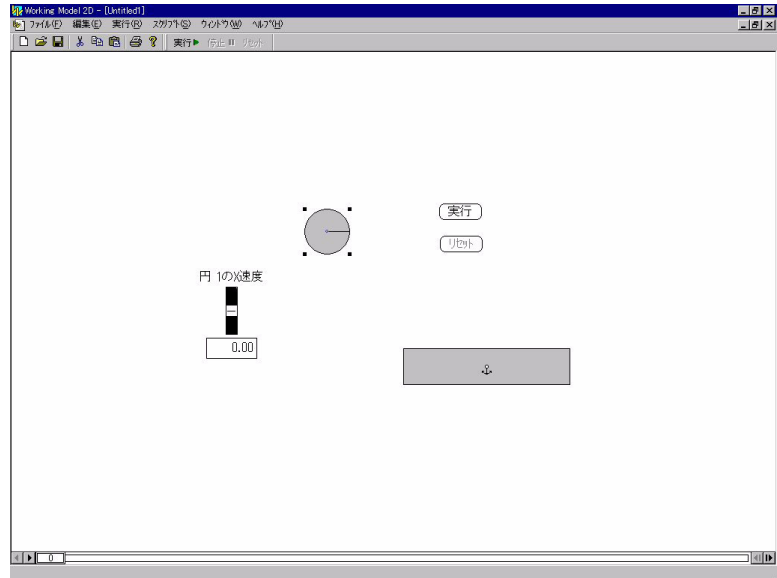 Working Model 2D - [Untitled1]
ファイル(F) 編集(E) 実行(R) スクリプト(S) ウィンドウ(W) ヘルプ(H)
実行 停止 リセット
実行
リセット
円 1のX速度
0.00
0